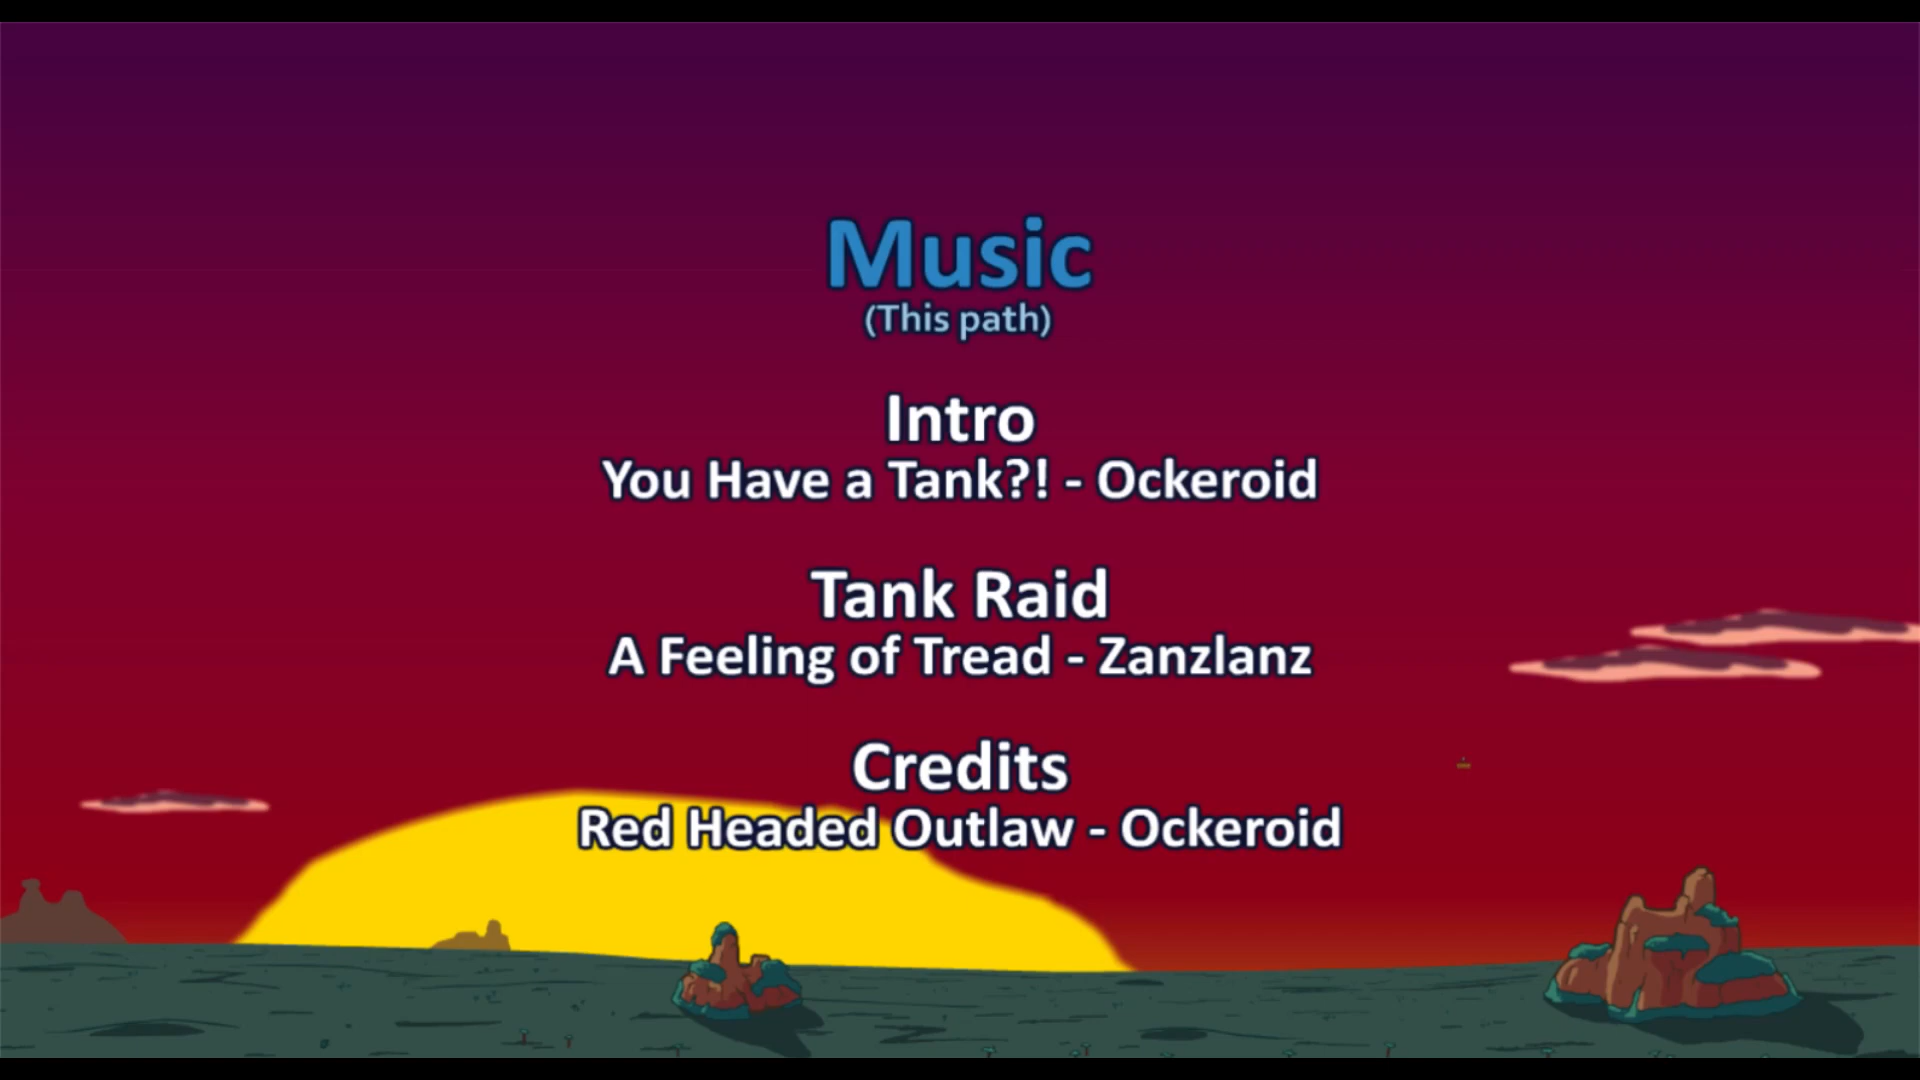 Music
(This path)
Intro
You Have a Tank?! - Ockeroid
Tank Raid
A Feeling of Tread - Zanzlanz
Credits
Red Headed Outlaw - Ockeroid